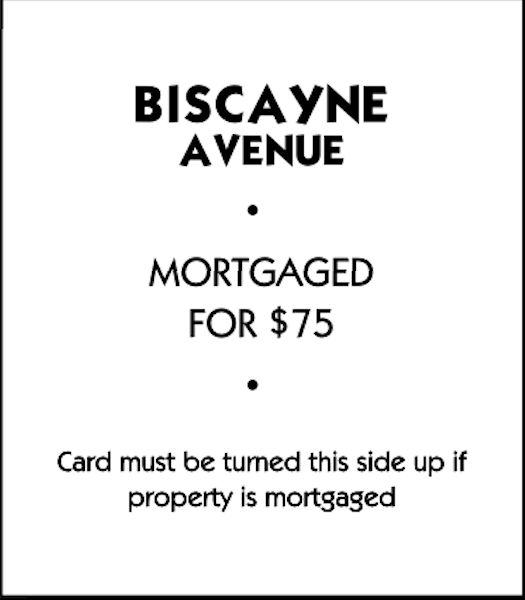 BISCAYNE
AVENUE
•
MORTGAGED
FOR $75
•
Card must be turned this side up if
property is mortgaged